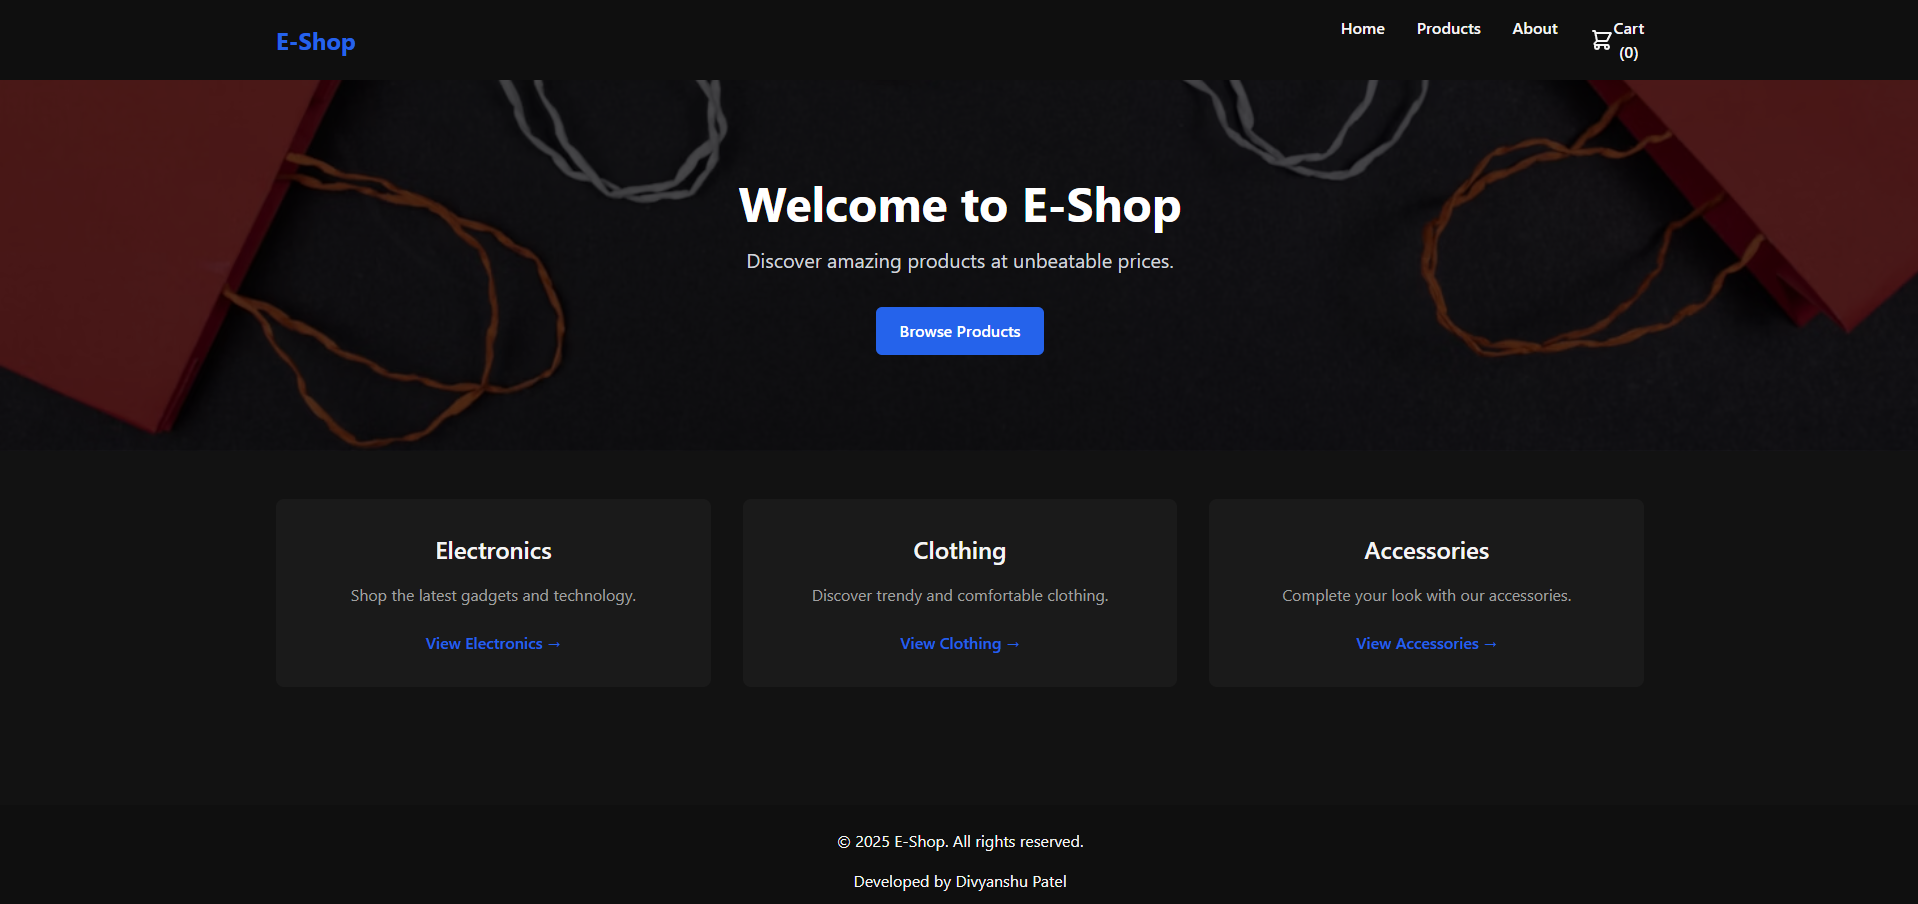 E-Shop
Home
Products
About
Cart
(0)
Welcome to E-Shop
Discover amazing products at unbeatable prices.
Browse Products
Electronics
Shop the latest gadgets and technology.
View Electronics →
Clothing
Discover trendy and comfortable clothing.
View Clothing →
Accessories
Complete your look with our accessories.
View Accessories →
© 2025 E-Shop. All rights reserved.
Developed by Divyanshu Patel